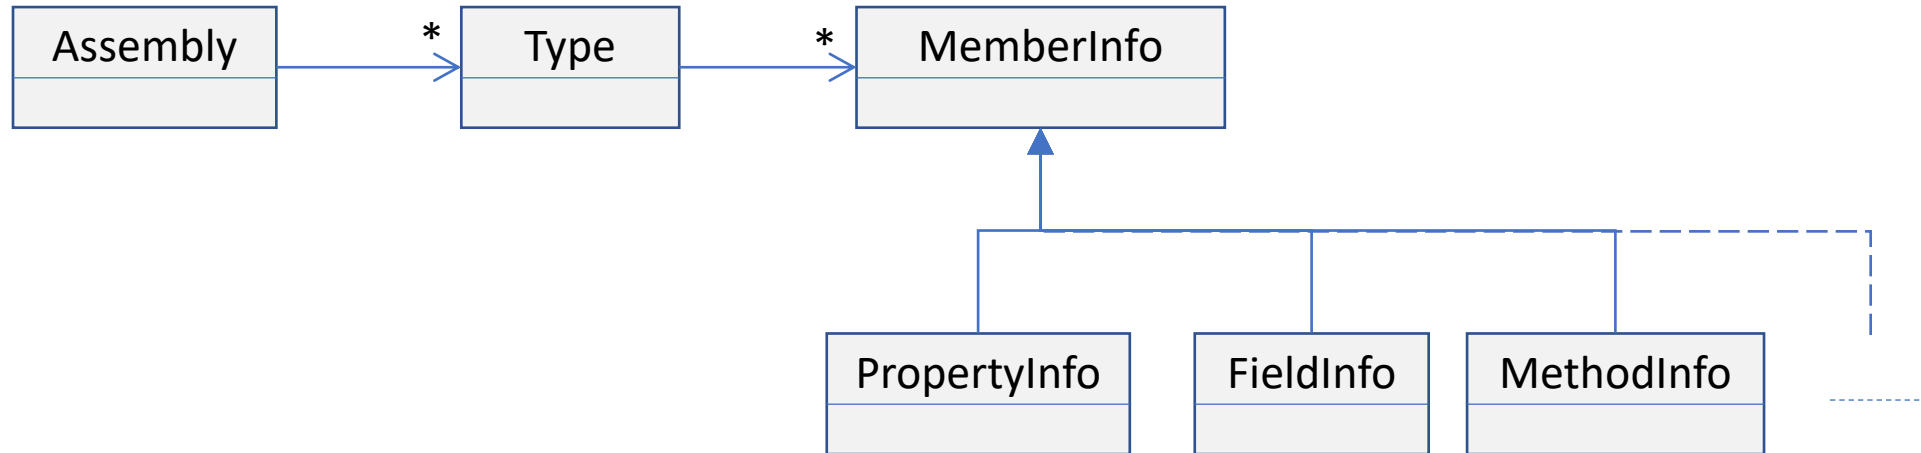 Assembly
*
Type
*
MemberInfo
PropertyInfo
FieldInfo
MethodInfo